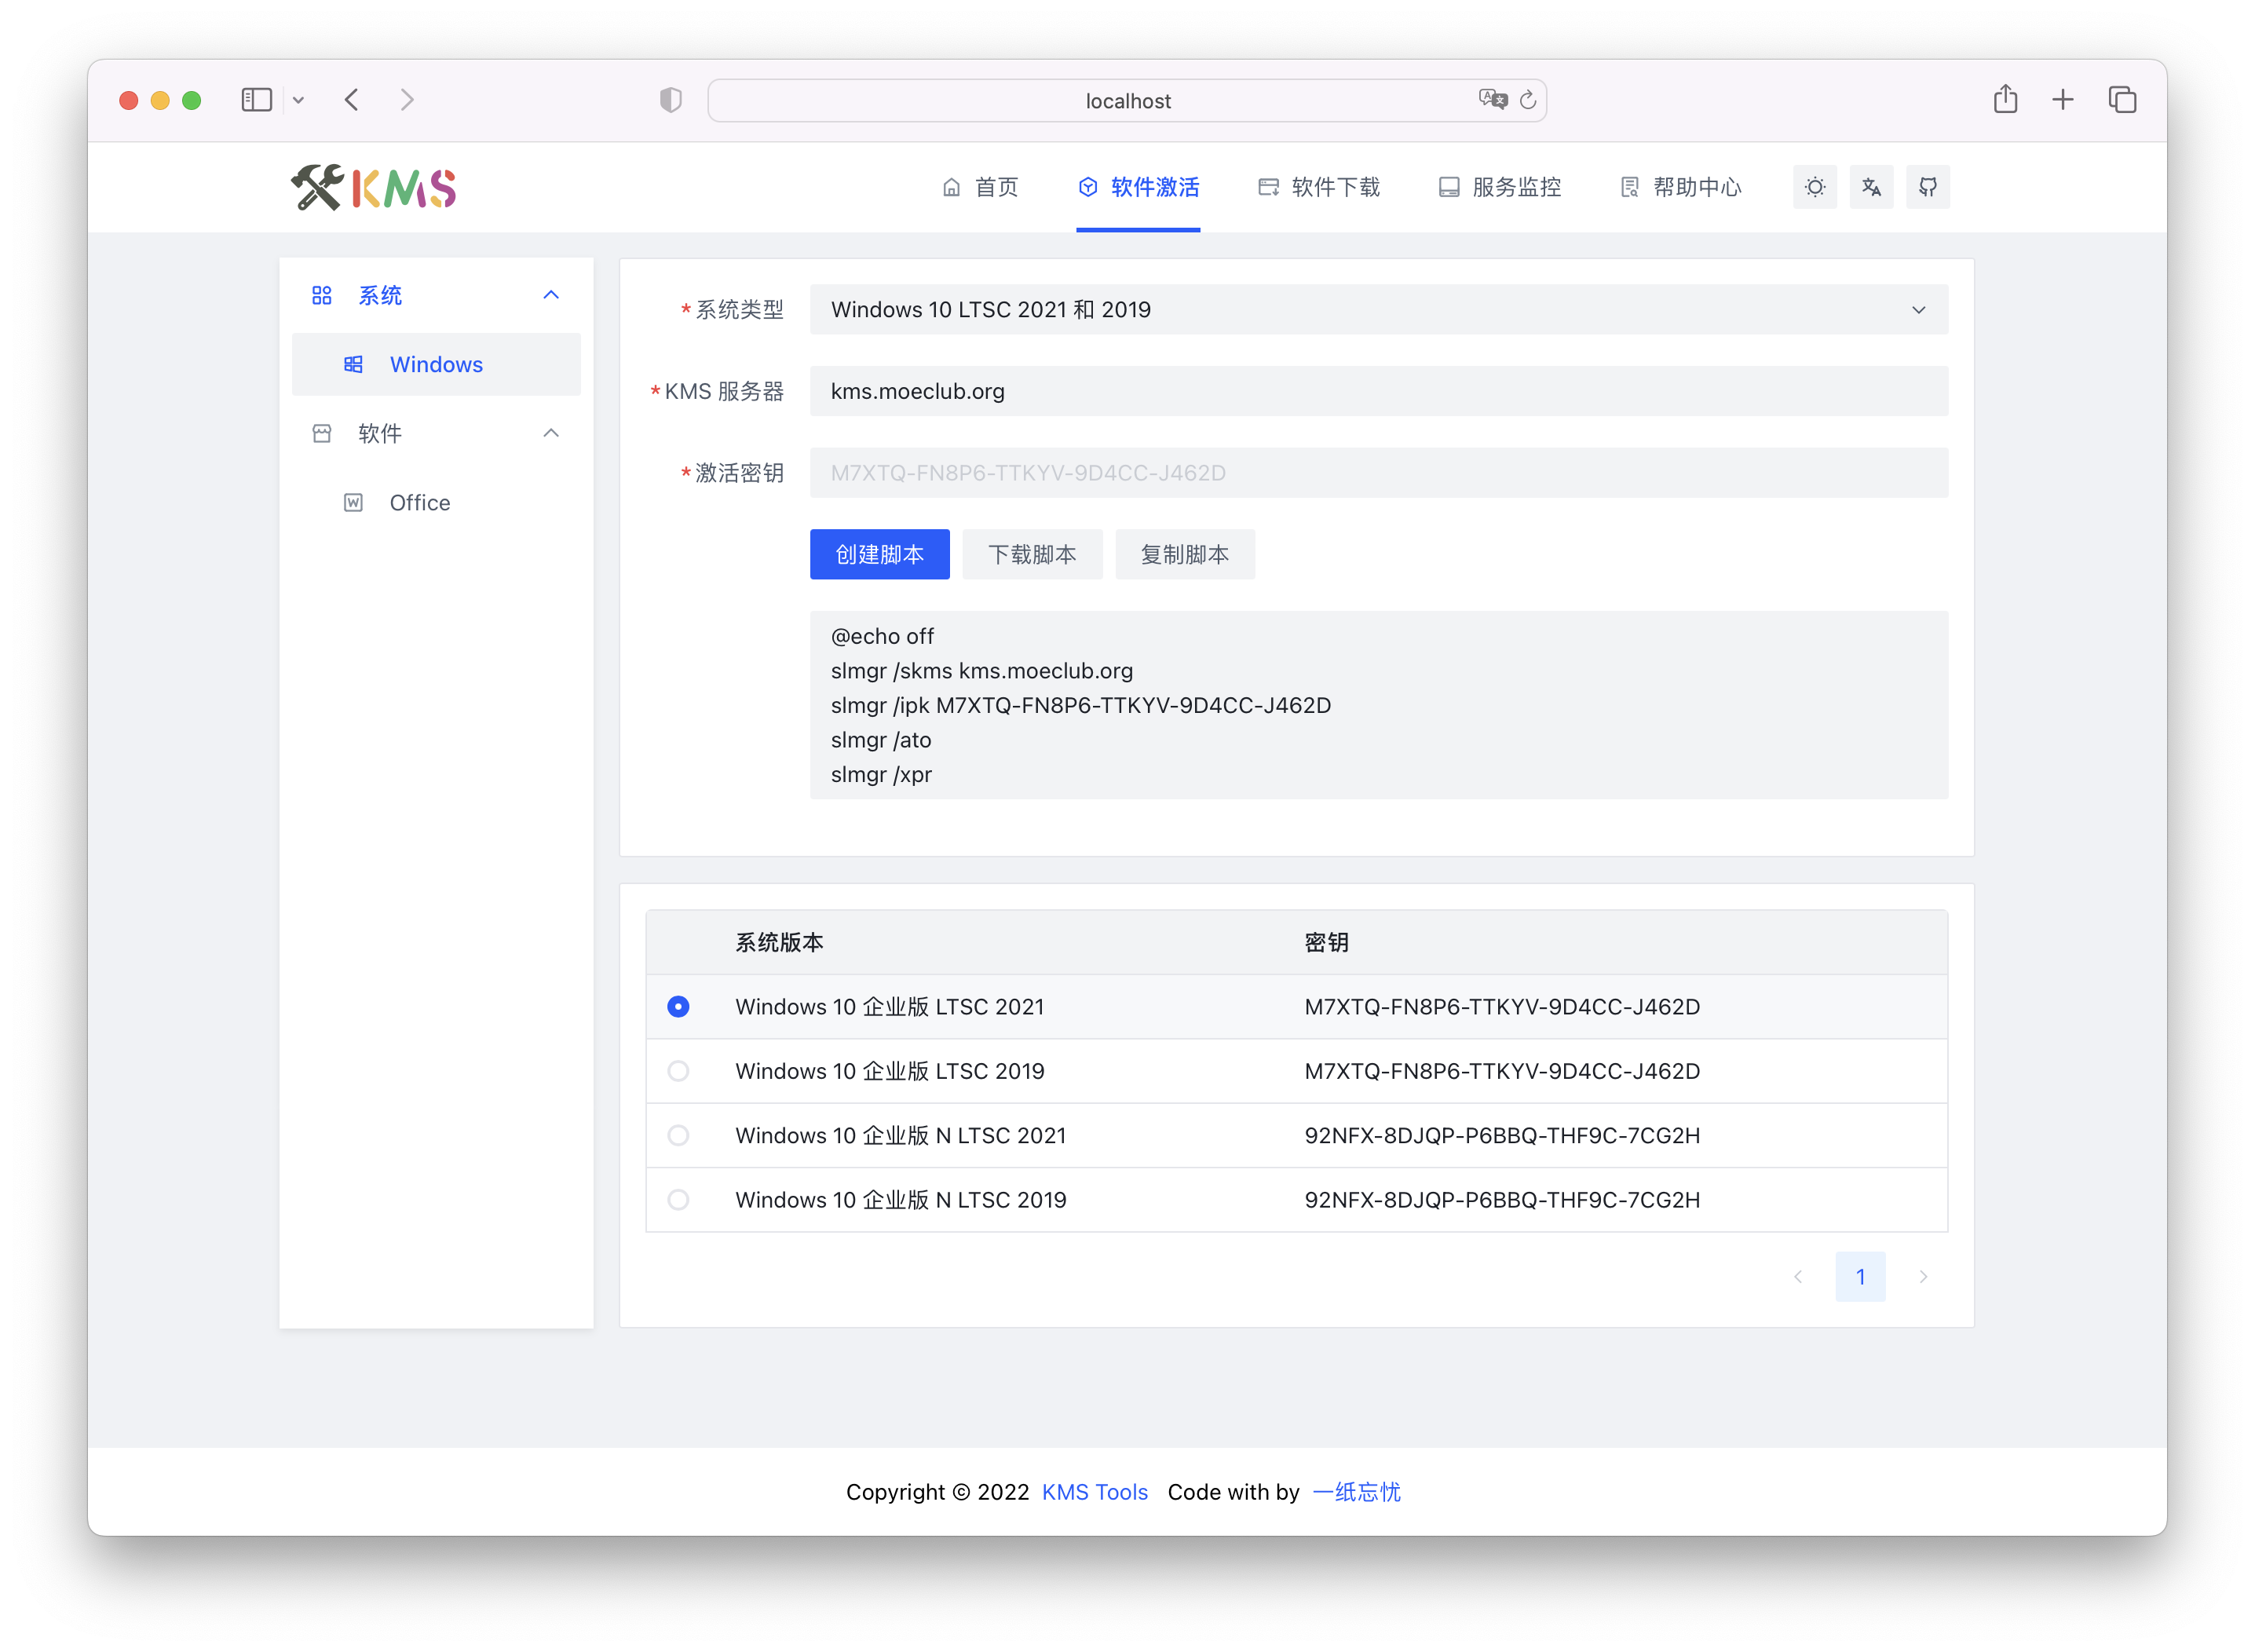 localhost
KMS
首页 软件激活 软件下载 服务监控 帮助中心
系统
Windows
软件
Office
*系统类型 Windows 10 LTSC 2021 和 2019
*KMS 服务器 kms.moeclub.org
*激活密钥 M7XTQ-FN8P6-TTKYV-9D4CC-J462D
创建脚本 下载脚本 复制脚本
@echo off
slmgr /skms kms.moeclub.org
slmgr /ipk M7XTQ-FN8P6-TTKYV-9D4CC-J462D
slmgr /ato
slmgr /xpr
系统版本 密钥
Windows 10 企业版 LTSC 2021 M7XTQ-FN8P6-TTKYV-9D4CC-J462D
Windows 10 企业版 LTSC 2019 M7XTQ-FN8P6-TTKYV-9D4CC-J462D
Windows 10 企业版 N LTSC 2021 92NFX-8DJQP-P6BBQ-THF9C-7CG2H
Windows 10 企业版 N LTSC 2019 92NFX-8DJQP-P6BBQ-THF9C-7CG2H
1
Copyright © 2022 KMS Tools Code with by 一纸忘忧